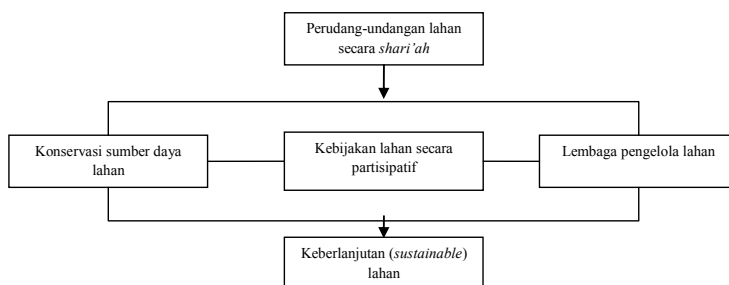 Perudang-undangan lahan
secara shari'ah
Konservasi sumber daya
lahan
Kebijakan lahan secara
partisipatif
Lembaga pengelola lahan
Keberlanjutan (sustainable)
lahan